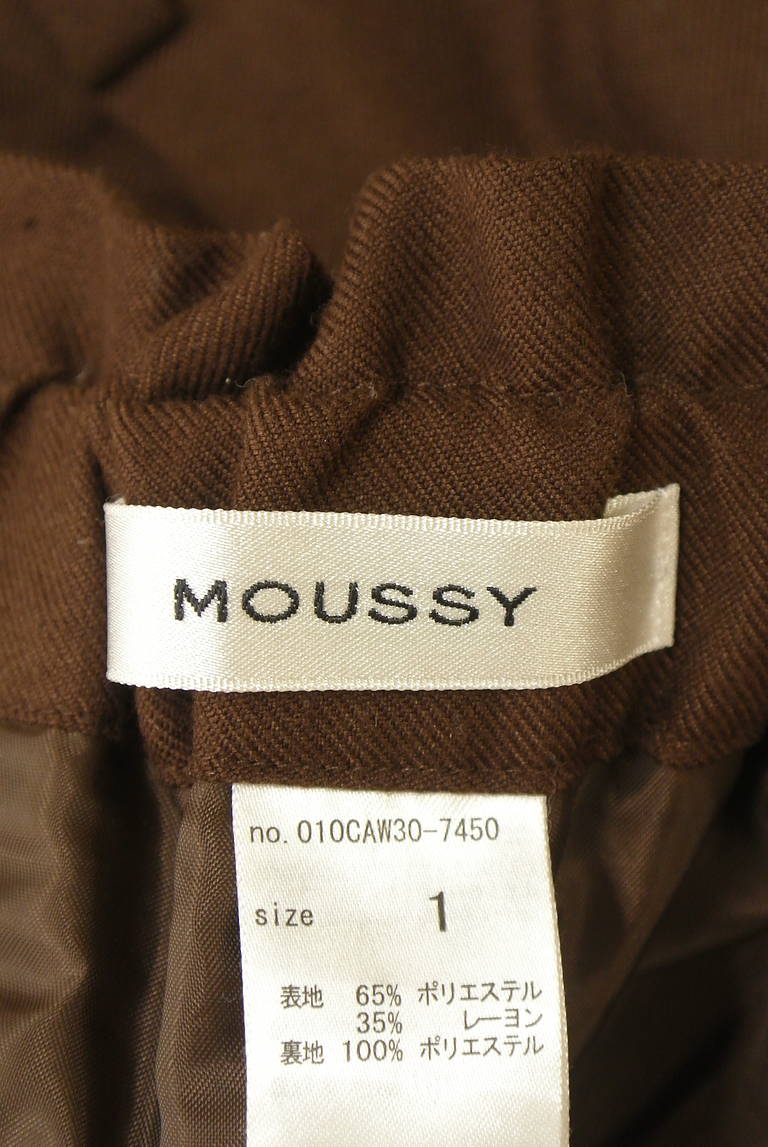 MOUSSY
no. 010CAW30-7450
size 1
表地 65% ポリエステル
35% レーヨン
裏地 100% ポリエステル